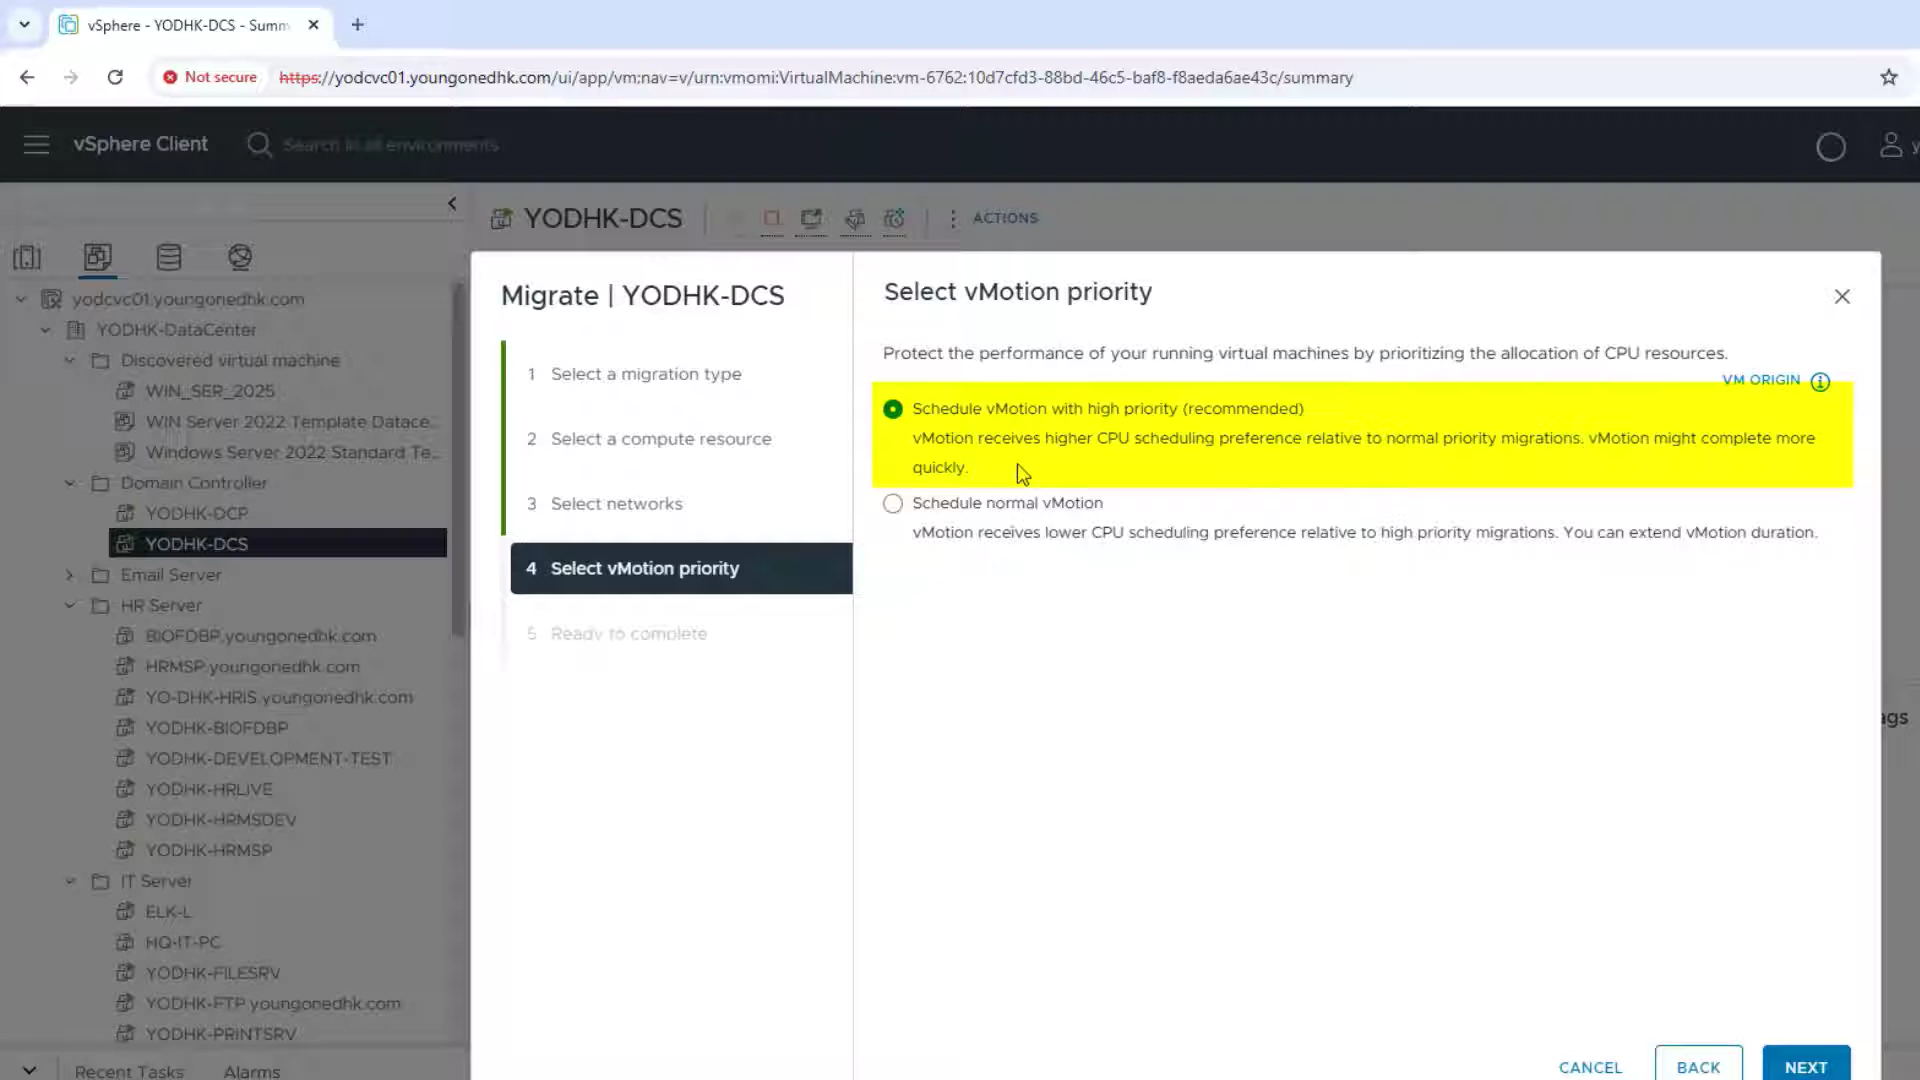 vSphere - YODHK-DCS - Summ
Not secure
https://yodcvc01.youngonedhk.com/ui/app/vm;nav=v/urn:vmomi:VirtualMachine:vm-6762:10d7cfd3-88bd-46c5-baf8-f8aeda6ae43c/summary
vSphere Client
Search in all environments
y
YODHK-DCS
ACTIONS
yodcvc01.youngonedhk.com
YODHK-DataCenter
Discovered virtual machine
WIN_SER_2025
WIN Server 2022 Template Datace...
Windows Server 2022 Standard Te...
Domain Controller
YODHK-DCP
YODHK-DCS
Email Server
HR Server
BIOFDBP.youngonedhk.com
HRMSP.youngonedhk.com
YO-DHK-HRIS.youngonedhk.com
YODHK-BIOFDBP
YODHK-DEVELOPMENT-TEST
YODHK-HRLIVE
YODHK-HRMSDEV
YODHK-HRMSP
IT Server
ELK-L
HQ-IT-PC
YODHK-FILESRV
YODHK-FTP.youngonedhk.com
YODHK-PRINTSRV
Recent Tasks
Alarms
Migrate | YODHK-DCS
1 Select a migration type
2 Select a compute resource
3 Select networks
4 Select vMotion priority
5 Ready to complete
Select vMotion priority
Protect the performance of your running virtual machines by prioritizing the allocation of CPU resources.
VM ORIGIN
Schedule vMotion with high priority (recommended)
vMotion receives higher CPU scheduling preference relative to normal priority migrations. vMotion might complete more
quickly.
Schedule normal vMotion
vMotion receives lower CPU scheduling preference relative to high priority migrations. You can extend vMotion duration.
ags
CANCEL
BACK
NEXT